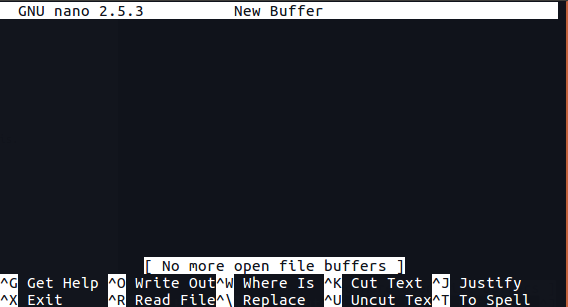 GNU nano 2.5.3 New Buffer
[ No more open file buffers ]
^G Get Help ^O Write Out ^W Where Is ^K Cut Text ^J Justify
^X Exit ^R Read File ^\ Replace ^U Uncut Tex ^T To Spell